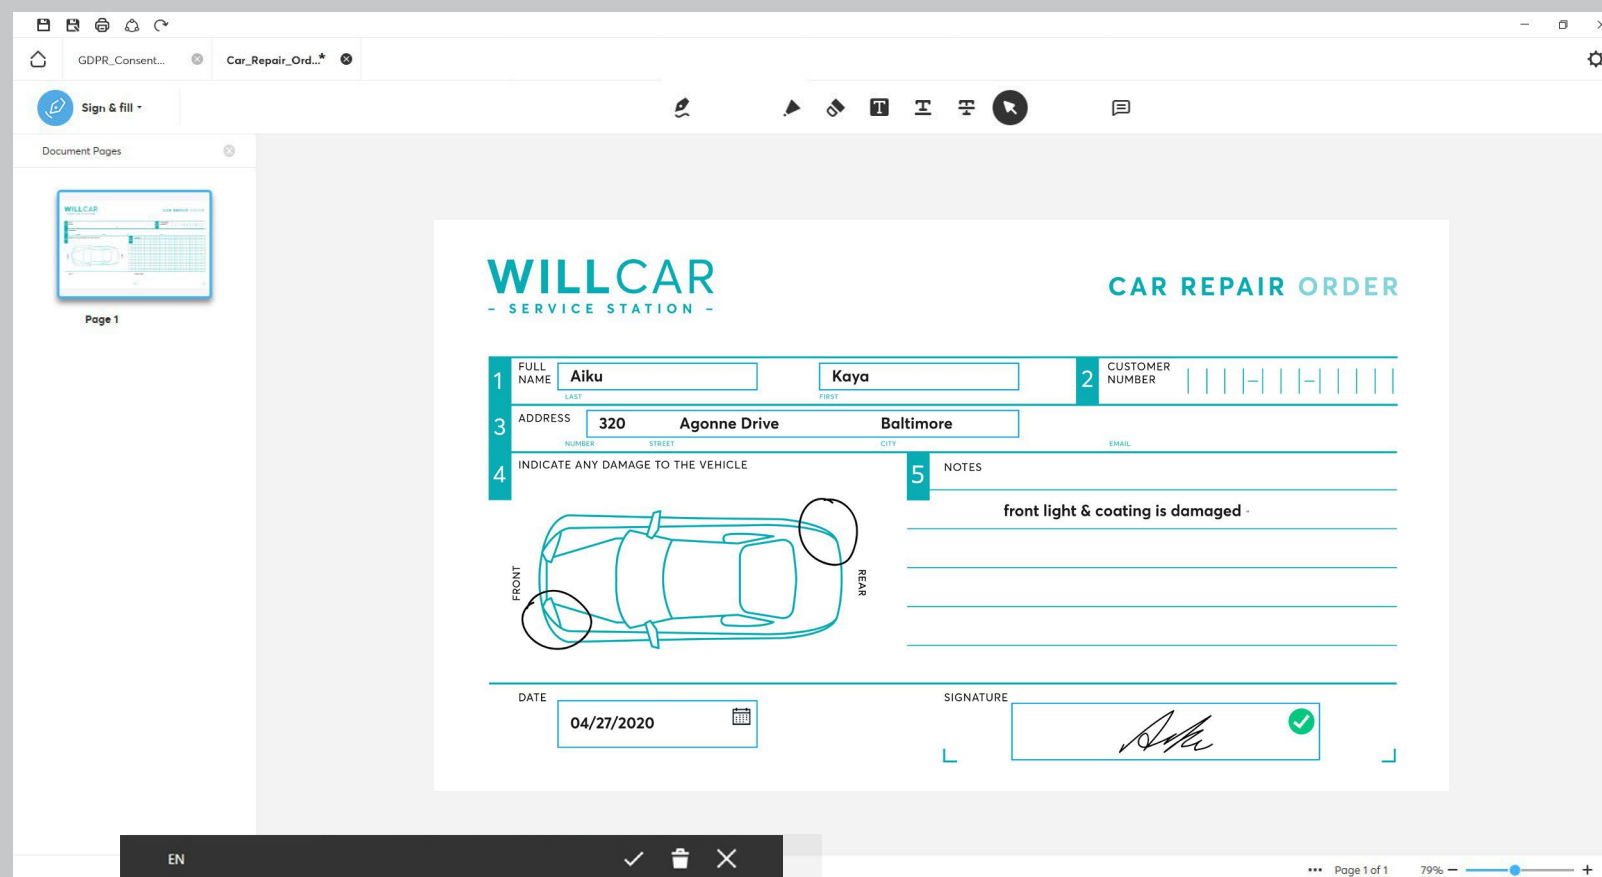 GDPR_Consent...
Car_Repair_Ord...*
Sign & fill
Document Pages
Page 1
WILLCAR
- SERVICE STATION -
CAR REPAIR ORDER
1 FULL NAME Aiku Kaya
LAST FIRST
2 CUSTOMER NUMBER
3 ADDRESS 320 Agonne Drive Baltimore
NUMBER STREET CITY EMAIL
4 INDICATE ANY DAMAGE TO THE VEHICLE
FRONT
REAR
5 NOTES
front light & coating is damaged
DATE
04/27/2020
SIGNATURE
EN
Page 1 of 1 79%